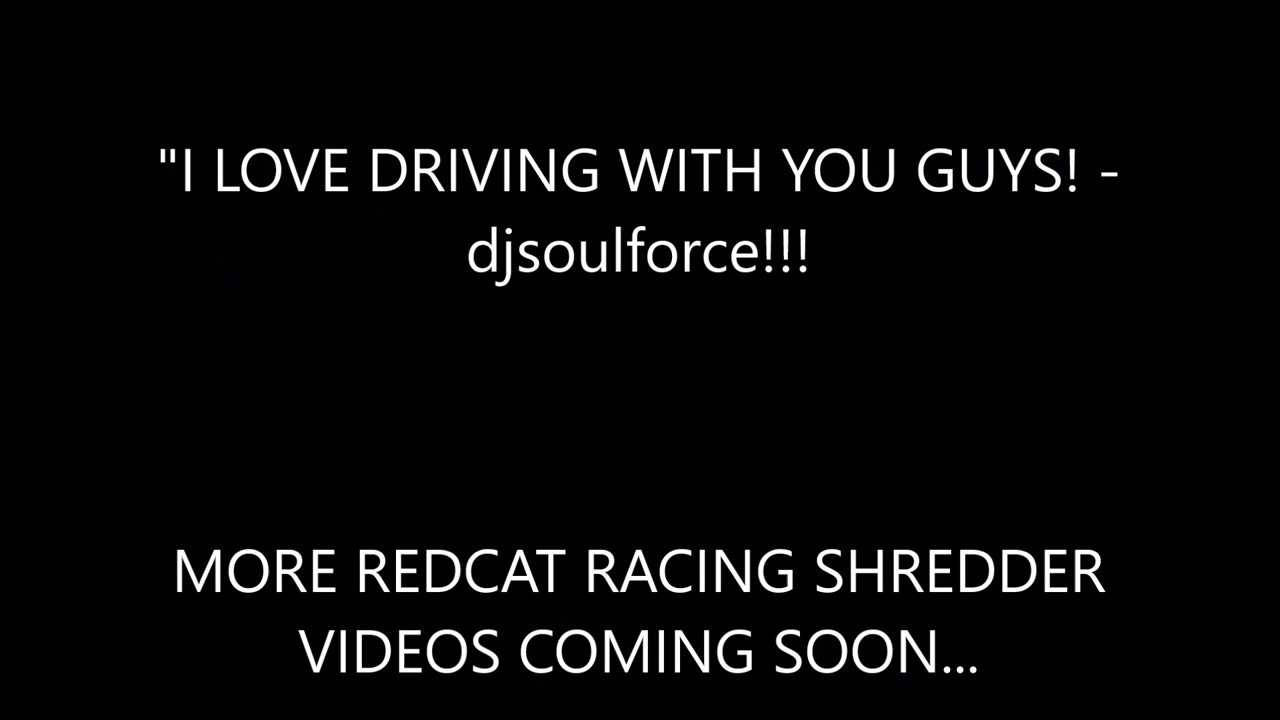 "I LOVE DRIVING WITH YOU GUYS! -
djsoulforce!!!
MORE REDCAT RACING SHREDDER
VIDEOS COMING SOON...